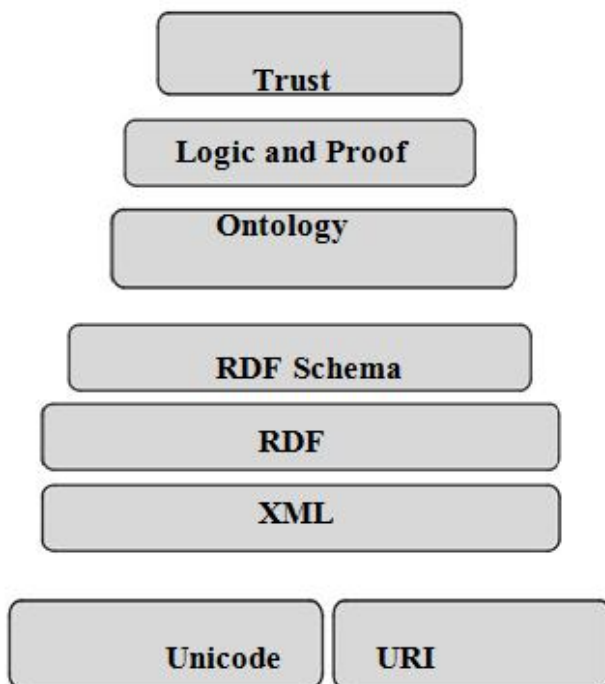 Trust
Logic and Proof
Ontology
RDF Schema
RDF
XML
Unicode URI